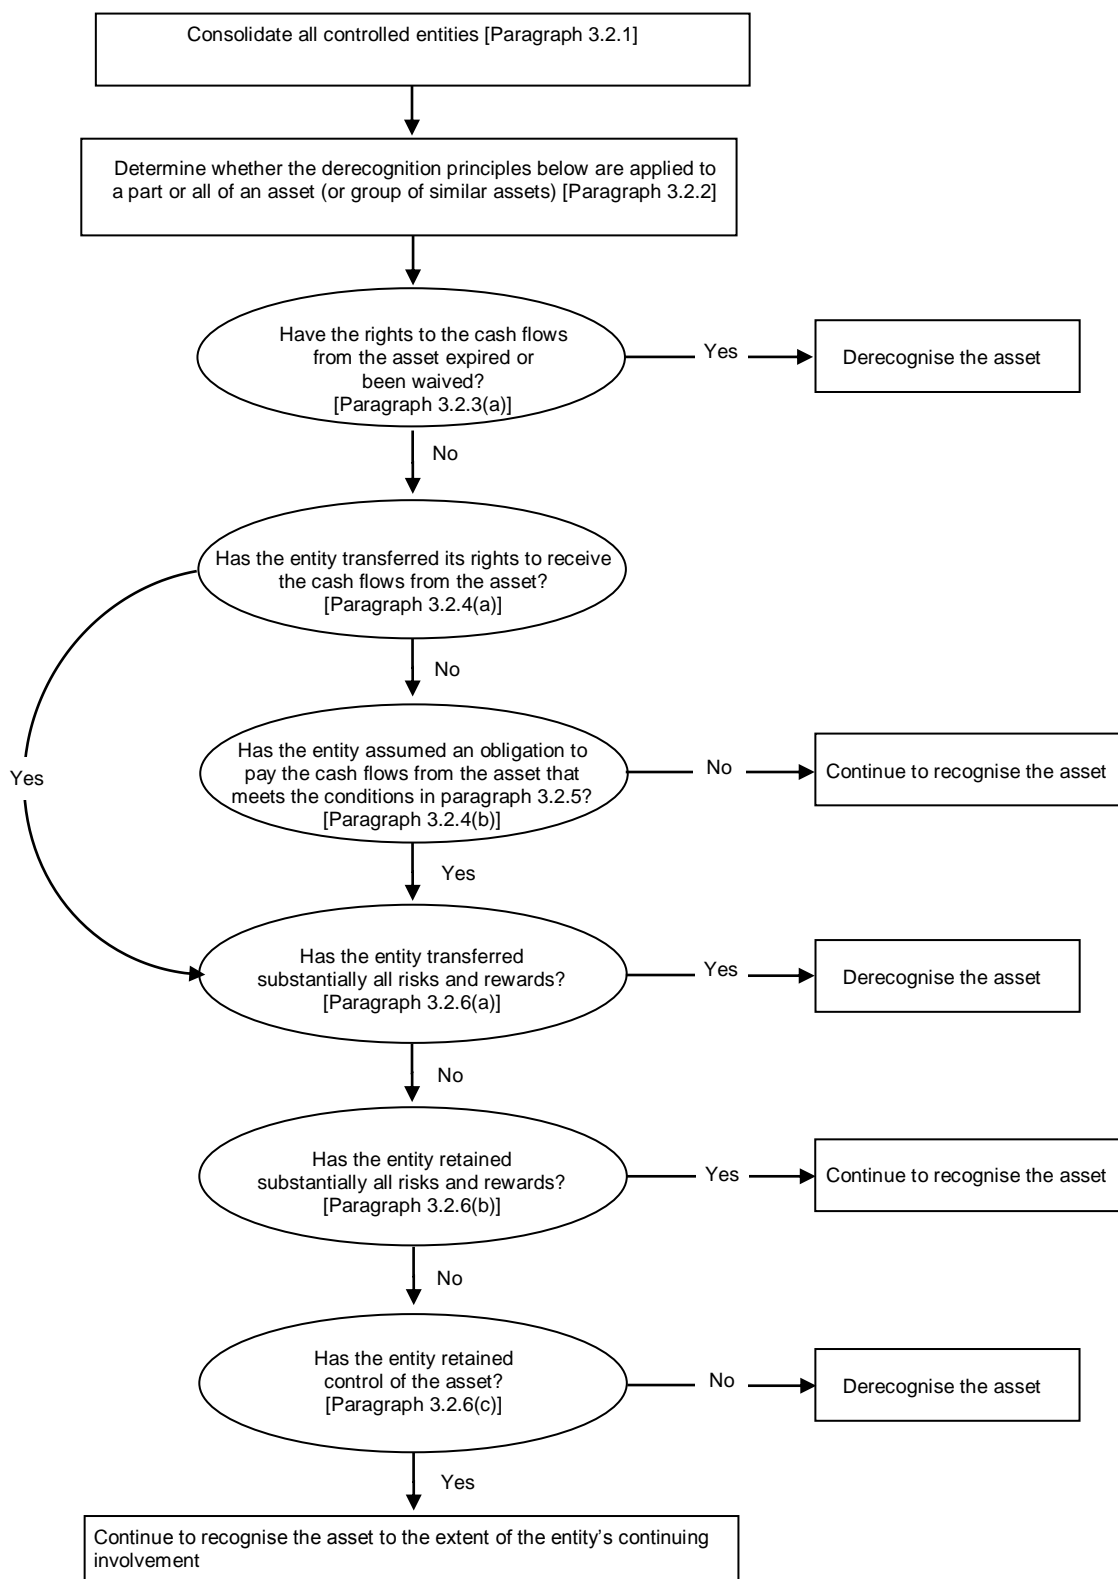 Consolidate all controlled entities [Paragraph 3.2.1]
Determine whether the derecognition principles below are applied to
a part or all of an asset (or group of similar assets) [Paragraph 3.2.2]
Have the rights to the cash flows
from the asset expired or
been waived?
[Paragraph 3.2.3(a)]
Yes
Derecognise the asset
No
Has the entity transferred its rights to receive
the cash flows from the asset?
[Paragraph 3.2.4(a)]
No
Yes
Has the entity assumed an obligation to
pay the cash flows from the asset that
meets the conditions in paragraph 3.2.5?
[Paragraph 3.2.4(b)]
No
Continue to recognise the asset
Yes
Has the entity transferred
substantially all risks and rewards?
[Paragraph 3.2.6(a)]
Yes
Derecognise the asset
No
Has the entity retained
substantially all risks and rewards?
[Paragraph 3.2.6(b)]
Yes
Continue to recognise the asset
No
Has the entity retained
control of the asset?
[Paragraph 3.2.6(c)]
No
Derecognise the asset
Yes
Continue to recognise the asset to the extent of the entity’s continuing
involvement